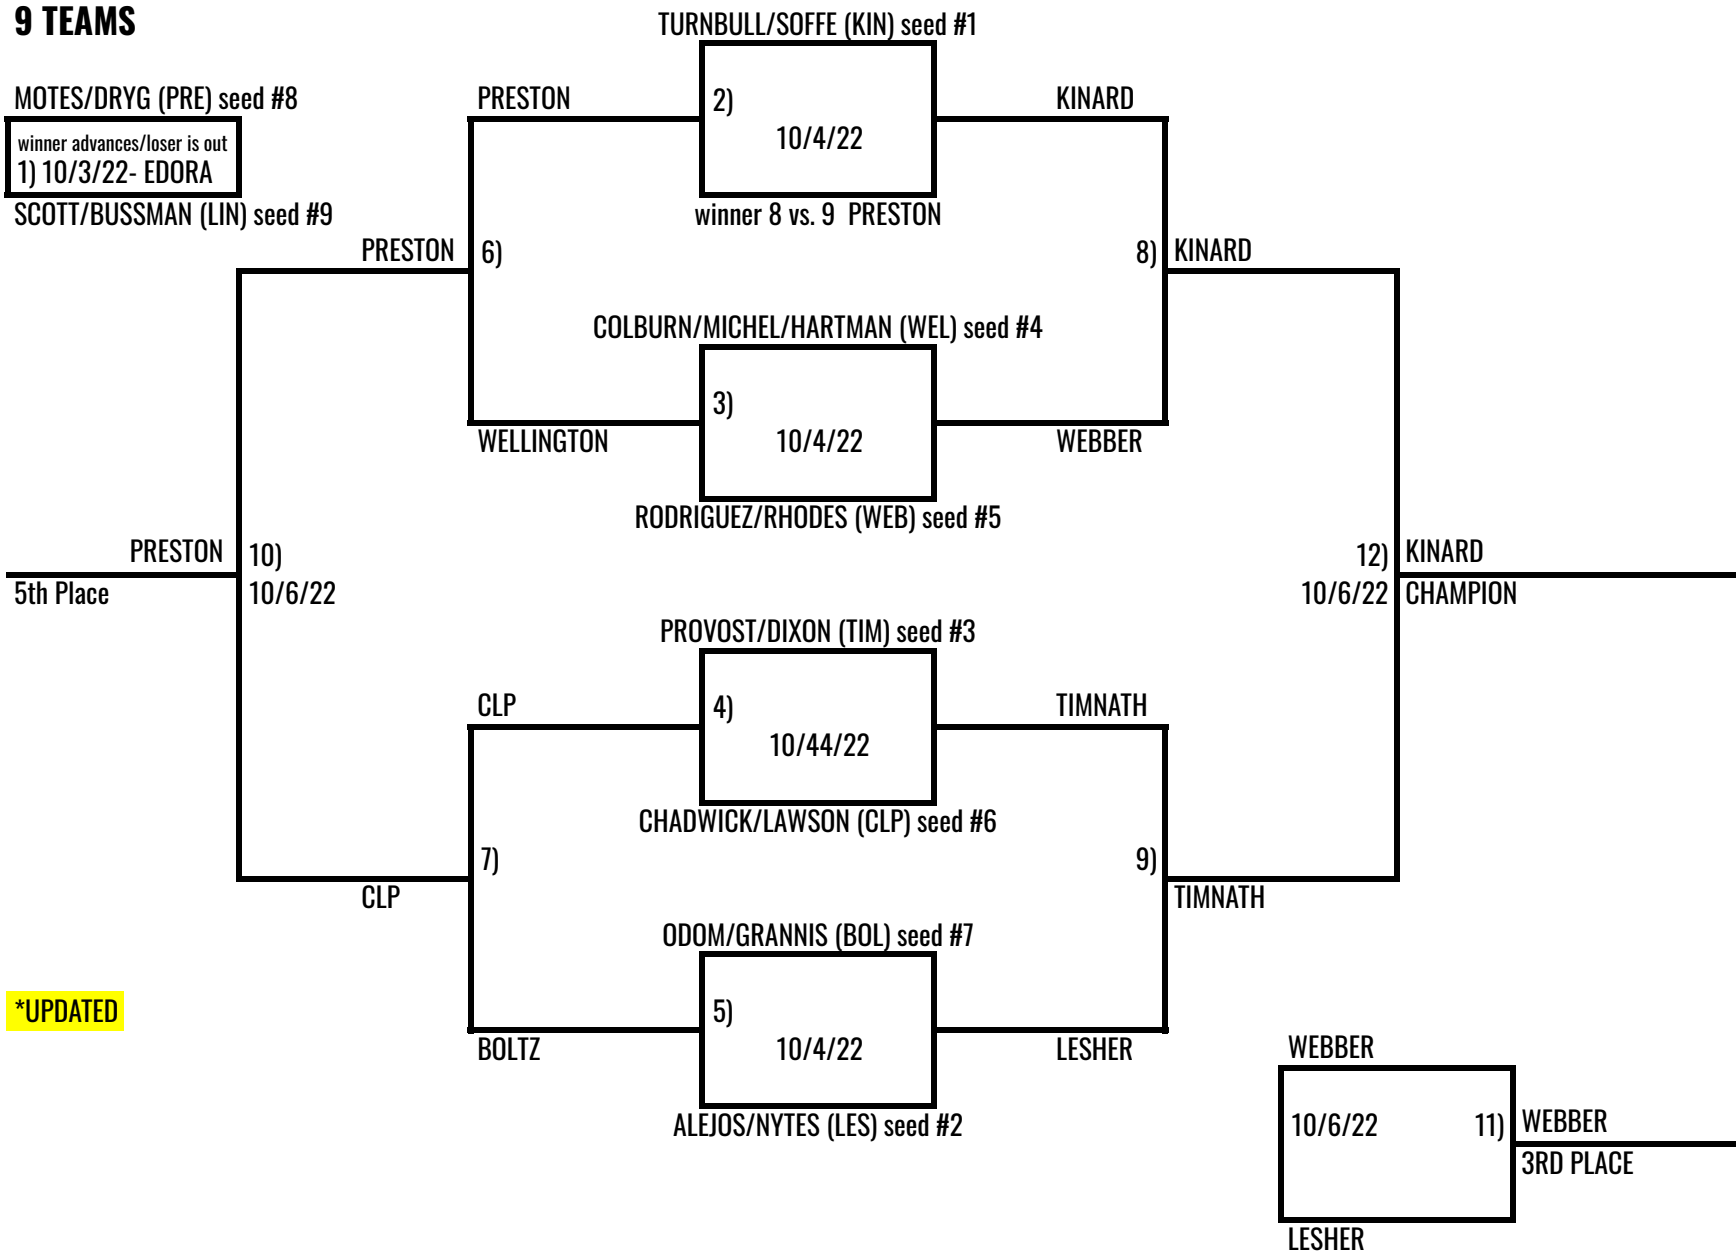 9 TEAMS
TURNBULL/SOFFE (KIN) seed #1
MOTES/DRYG (PRE) seed #8
PRESTON
2)
KINARD
10/4/22
winner advances/loser is out
1) 10/3/22- EDORA
SCOTT/BUSSMAN (LIN) seed #9
winner 8 vs. 9 PRESTON
PRESTON
6)
8)
KINARD
COLBURN/MICHEL/HARTMAN (WEL) seed #4
3)
WELLINGTON
10/4/22
WEBBER
RODRIGUEZ/RHODES (WEB) seed #5
PRESTON
10)
12)
KINARD
5th Place
10/6/22
10/6/22
CHAMPION
PROVOST/DIXON (TIM) seed #3
CLP
4)
TIMNATH
10/44/22
CHADWICK/LAWSON (CLP) seed #6
7)
9)
CLP
TIMNATH
ODOM/GRANNIS (BOL) seed #7
*UPDATED
5)
BOLTZ
10/4/22
LESHER
WEBBER
ALEJOS/NYTES (LES) seed #2
10/6/22
11)
WEBBER
3RD PLACE
LESHER